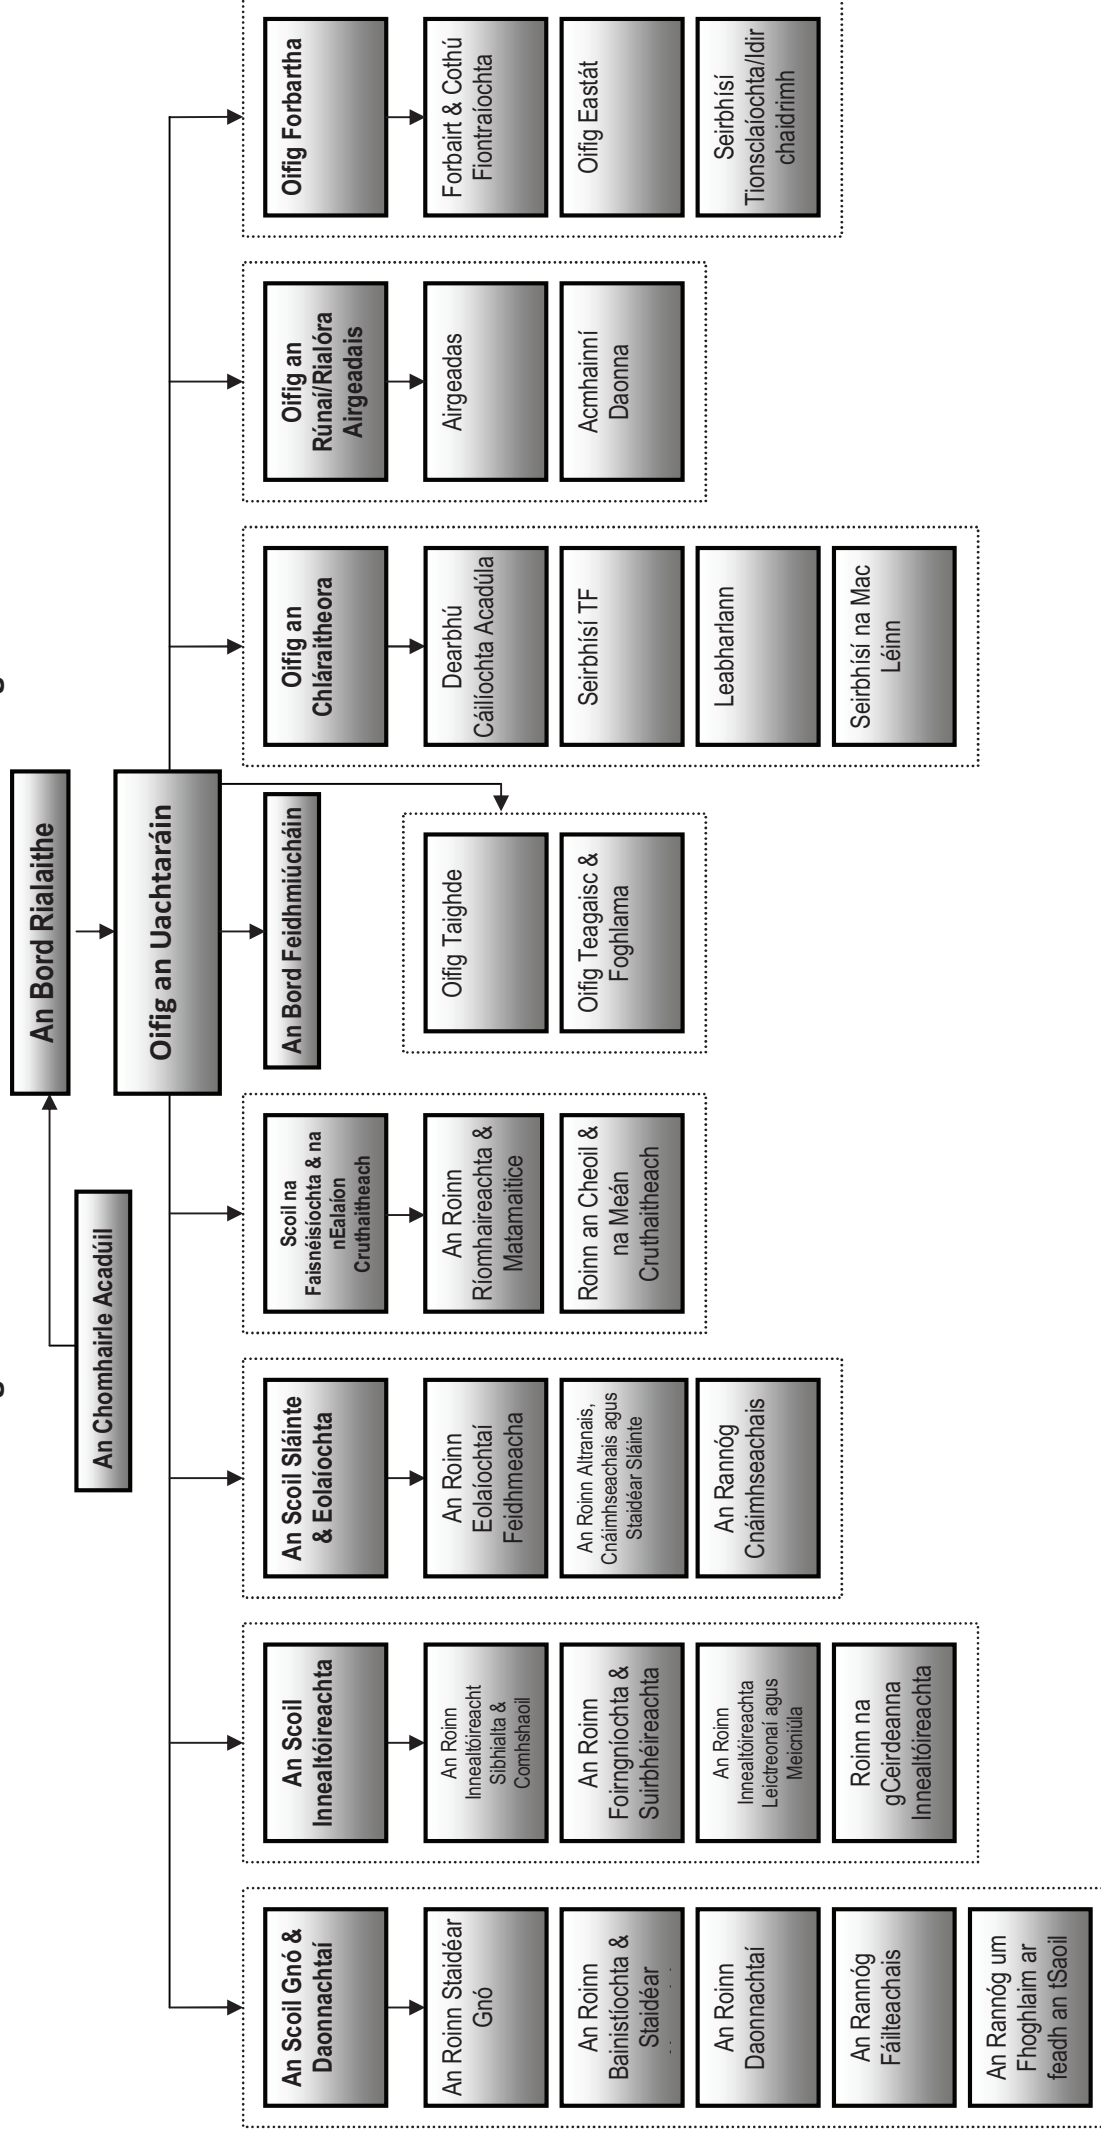 An Bord Rialaithe
An Chomhairle Acadúil
Oifig an Uachtaráin
An Bord Feidhmiúcháin
An Scoil Gnó &
Daonnachtaí
An Roinn Staidéar
Gnó
An Roinn
Bainistíochta &
Staidéar
An Roinn
Daonnachtaí
An Rannóg
Fáilteachais
An Rannóg um
Fhoghlaim ar
feadh an tSaoil
An Scoil
Innealtóireachta
An Roinn
Innealtóireacht
Sibhialta &
Comhshaoil
An Roinn
Foirgníochta &
Suirbhéireachta
An Roinn
Innealtóireachta
Leictreonaí agus
Meicniúla
Roinn na
gCeirdeanna
Innealtóireachta
An Scoil Sláinte
& Eolaíochta
An Roinn
Eolaíochtaí
Feidhmeacha
An Roinn Altranais,
Cnáimhseachais agus
Staidéar Sláinte
An Rannóg
Cnáimhseachais
Scoil na
Faisnéisíochta & na
nEalaíon
Cruthaitheach
An Roinn
Ríomhaireachta &
Matamaitice
Roinn an Cheoil &
na Meán
Cruthaitheach
Oifig Taighde
Oifig Teagaisc &
Foghlama
Oifig an
Chláraitheora
Dearbhú
Cáilíochta Acadúla
Seirbhísí TF
Leabharlann
Seirbhísí na Mac
Léinn
Oifig an
Rúnaí/Rialóra
Airgeadais
Airgeadas
Acmhainní
Daonna
Oifig Forbartha
Forbairt & Cothú
Fiontraíochta
Oifig Eastát
Seirbhísí
Tionsclaíochta/Idir
chaidrimh